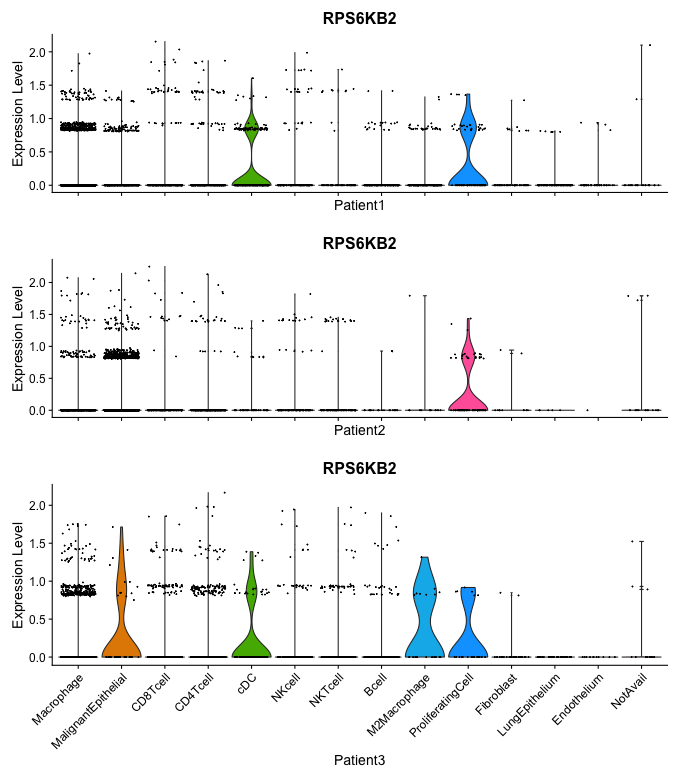 RPS6KB2
Expression Level
2.0
1.5
1.0
0.5
0.0
Patient1
RPS6KB2
Expression Level
2.0
1.5
1.0
0.5
0.0
Patient2
RPS6KB2
Expression Level
2.0
1.5
1.0
0.5
0.0
Macrophage
MalignantEpithelial
CD8Tcell
CD4Tcell
cDC
NKcell
NKTcell
Bcell
M2Macrophage
ProliferatingCell
Fibroblast
LungEpithelium
Endothelium
NotAvail
Patient3